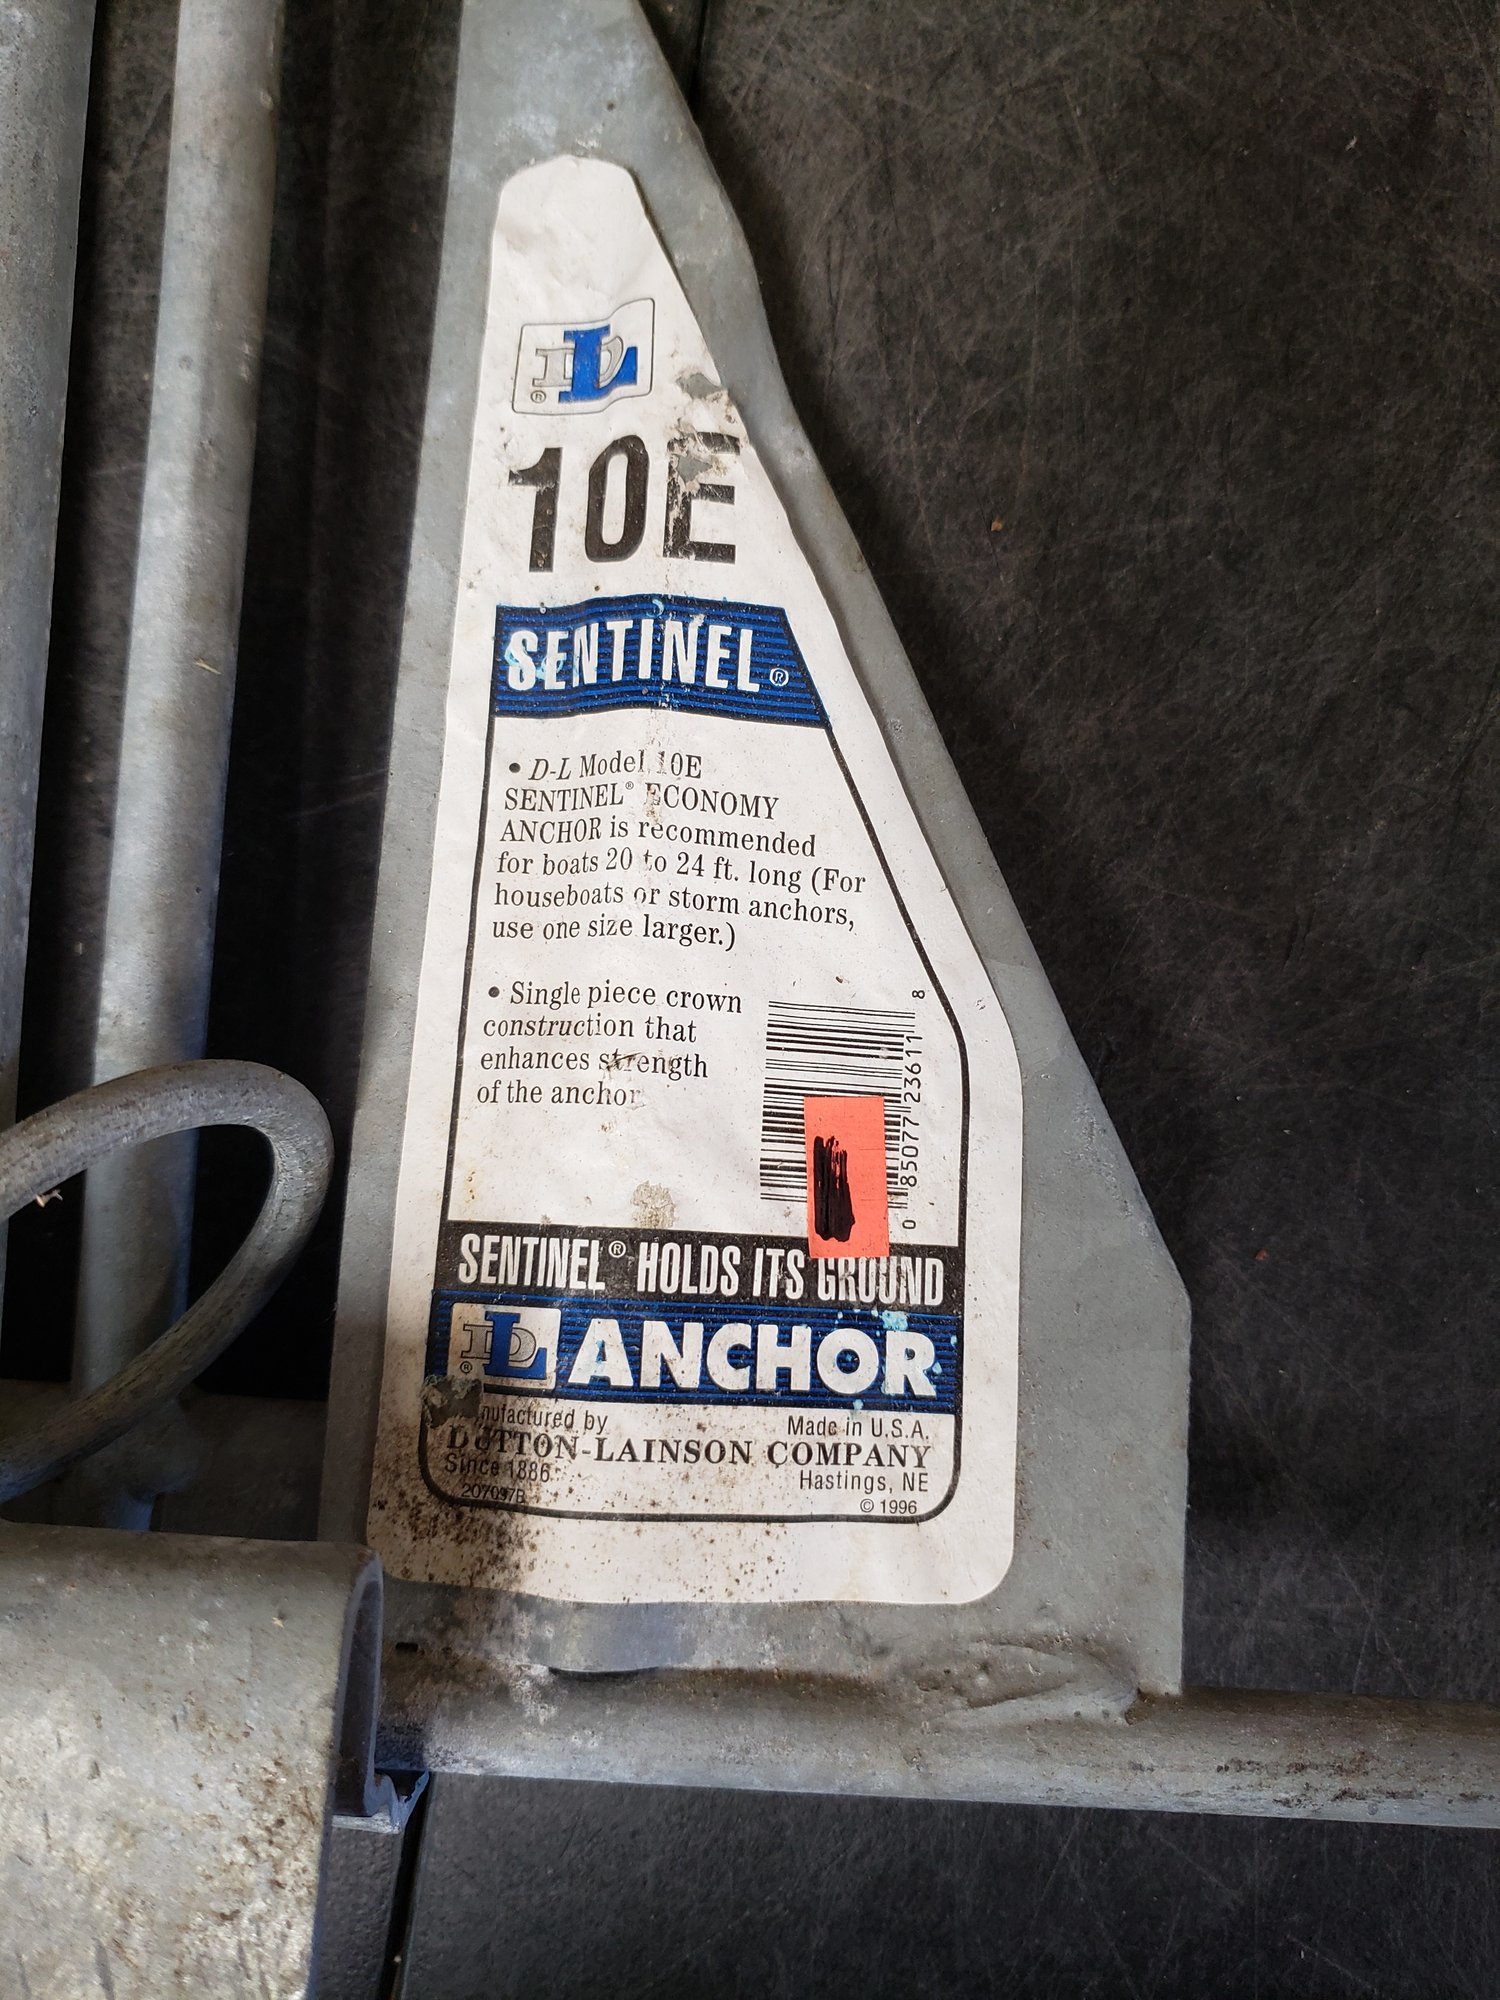 DL
®
10E
SENTINEL®
• D-L Model 10E
SENTINEL® ECONOMY
ANCHOR is recommended
for boats 20 to 24 ft. long (For
houseboats or storm anchors,
use one size larger.)
• Single piece crown
construction that
enhances strength
of the anchor
0 85077 23611 8
SENTINEL® HOLDS ITS GROUND
DL® ANCHOR
nufactured by Made in U.S.A.
DUTTON-LAINSON COMPANY
Since 1886 Hastings, NE
207097B © 1996